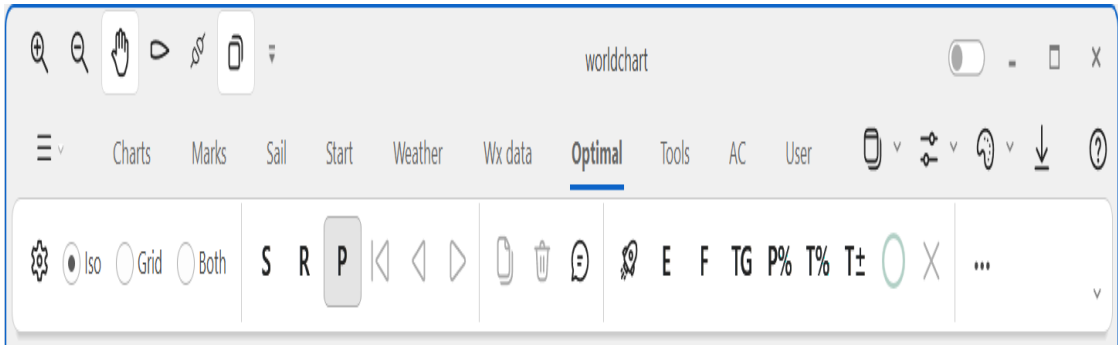 worldchart
Charts Marks Sail Start Weather Wx data Optimal Tools AC User
Iso Grid Both S R P E F TG P% T% T±